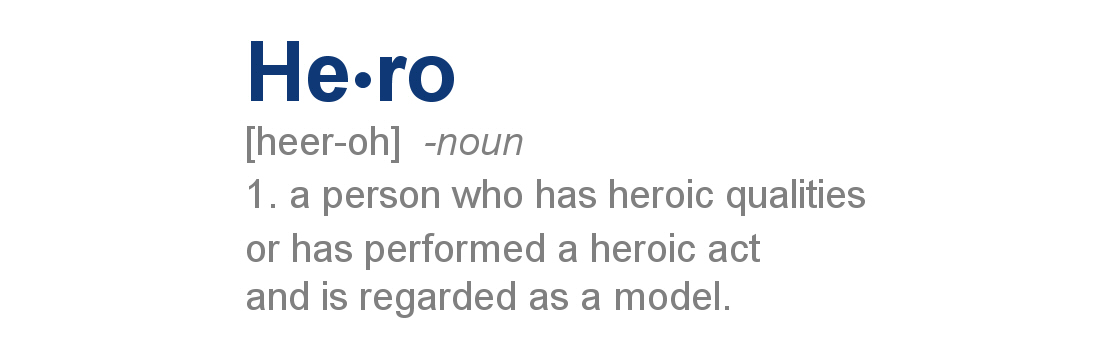 He•ro
[heer-oh] -noun
1. a person who has heroic qualities
or has performed a heroic act
and is regarded as a model.